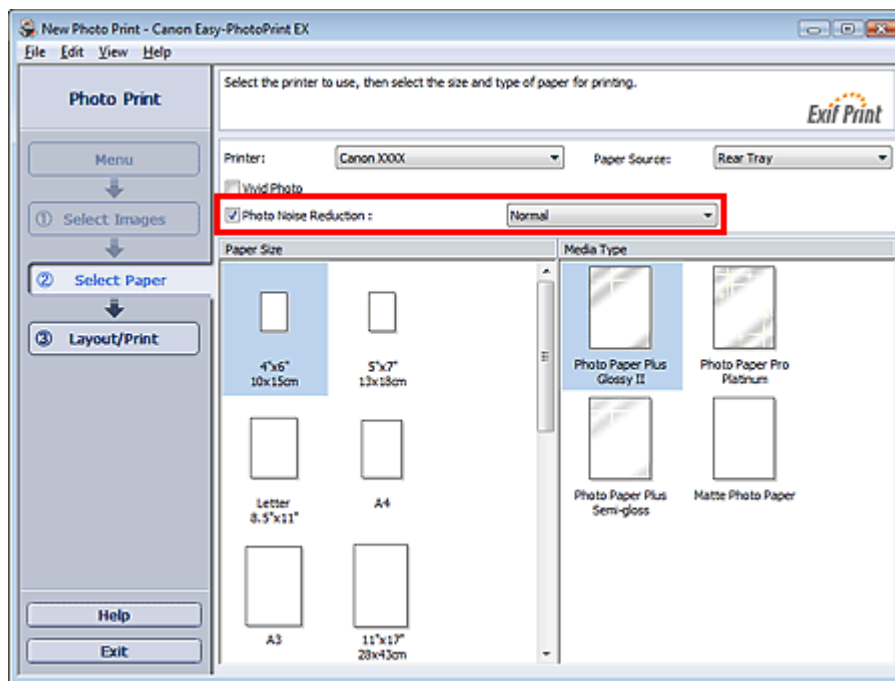 New Photo Print - Canon Easy-PhotoPrint EX
File Edit View Help
Photo Print
Select the printer to use, then select the size and type of paper for printing.
Exif Print
Menu
Printer: Canon XXXX Paper Source: Rear Tray
Vivid Photo
① Select Images
Photo Noise Reduction : Normal
Paper Size Media Type
② Select Paper
③ Layout/Print
4"x6" 5"x7"
10x15cm 13x18cm
Photo Paper Plus Photo Paper Pro
Glossy II Platinum
Letter A4
8.5"x11"
Photo Paper Plus Matte Photo Paper
Semi-gloss
A3 11"x17"
28x43cm
Help
Exit